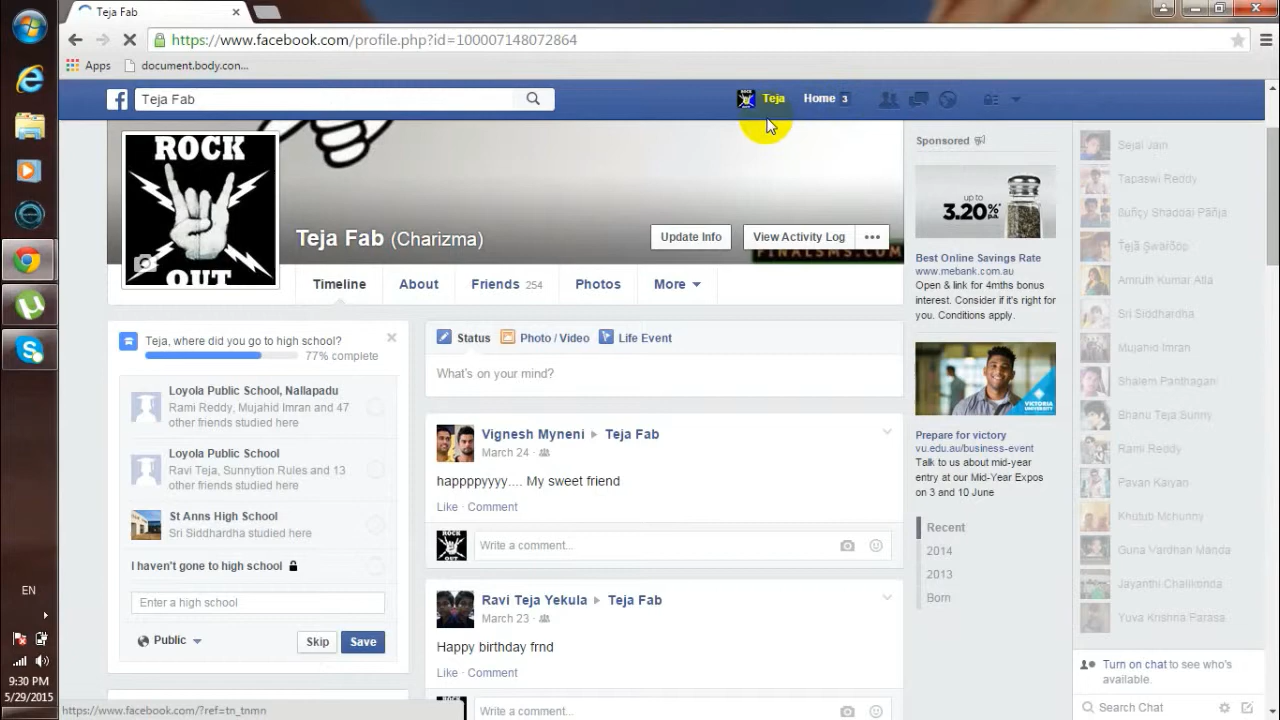 Teja Fab
https://www.facebook.com/profile.php?id=100007148072864
Apps
document.body.con...
Teja Fab
Teja
Home 3
ROCK
OUT
Teja Fab (Charizma)
Update Info
View Activity Log
FINALSMS.COM
Timeline
About
Friends 254
Photos
More
Teja, where did you go to high school?
77% complete
Loyola Public School, Nallapadu
Rami Reddy, Mujahid Imran and 47
other friends studied here
Loyola Public School
Ravi Teja, Sunnytion Rules and 13
other friends studied here
St Anns High School
Sri Siddhardha studied here
I haven't gone to high school
Enter a high school
Public
Skip
Save
Status
Photo / Video
Life Event
What's on your mind?
Vignesh Myneni
Teja Fab
March 24
happppyyyy.... My sweet friend
Like · Comment
Write a comment...
Ravi Teja Yekula
Teja Fab
March 23
Happy birthday frnd
Like · Comment
Write a comment...
Sponsored
up to
3.20%
Best Online Savings Rate
www.mebank.com.au
Open & link for 4mths bonus
interest. Consider if it's right for
you. Conditions apply.
VICTORIA
UNIVERSITY
Prepare for victory
vu.edu.au/business-event
Talk to us about mid-year
entry at our Mid-Year Expos
on 3 and 10 June
Recent
2014
2013
Born
Sejal Jain
Tapaswi Reddy
Amruth Kumar Atla
Sri Siddhardha
Mujahid Imran
Shalem Panthagani
Bhanu Teja Sunny
Rami Reddy
Pavan Kalyan
Khutub Mchunny
Guna Vardhan Manda
Jayanthi Chalikonda
Yuva Krishna Parasa
Turn on chat to see who's
available.
Search Chat
EN
9:30 PM
5/29/2015
https://www.facebook.com/?ref=tn_tnmn